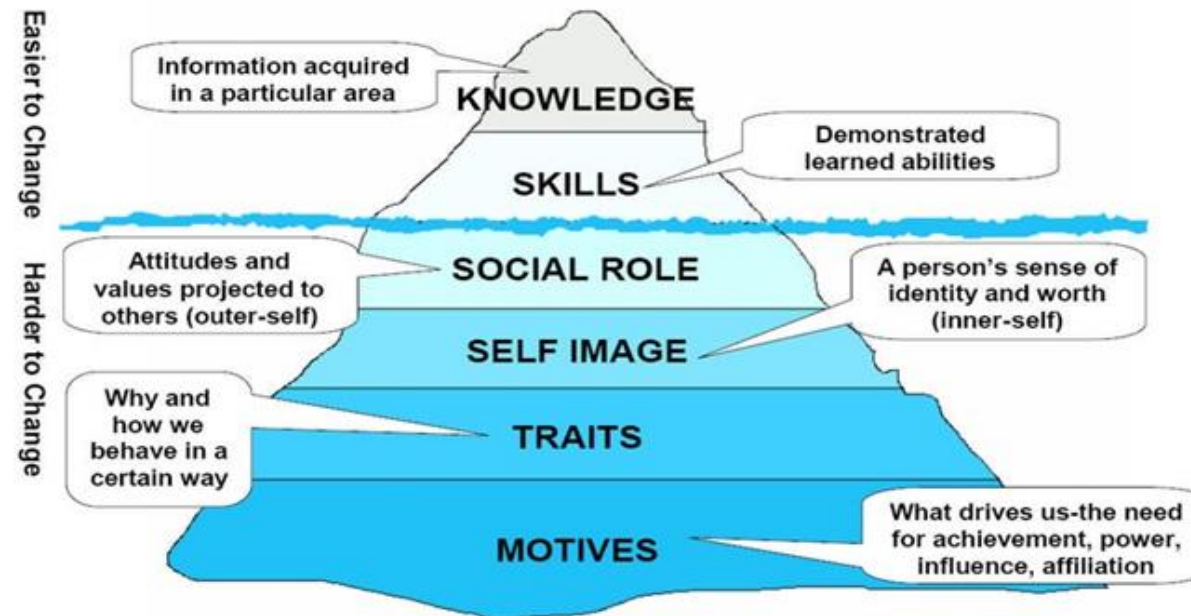 Easier to Change
Harder to Change
Information acquired
in a particular area
KNOWLEDGE
Demonstrated
learned abilities
SKILLS
Attitudes and
values projected to
others (outer-self)
SOCIAL ROLE
A person's sense of
identity and worth
(inner-self)
SELF IMAGE
Why and
how we
behave in a
certain way
TRAITS
What drives us-the need
for achievement, power,
influence, affiliation
MOTIVES